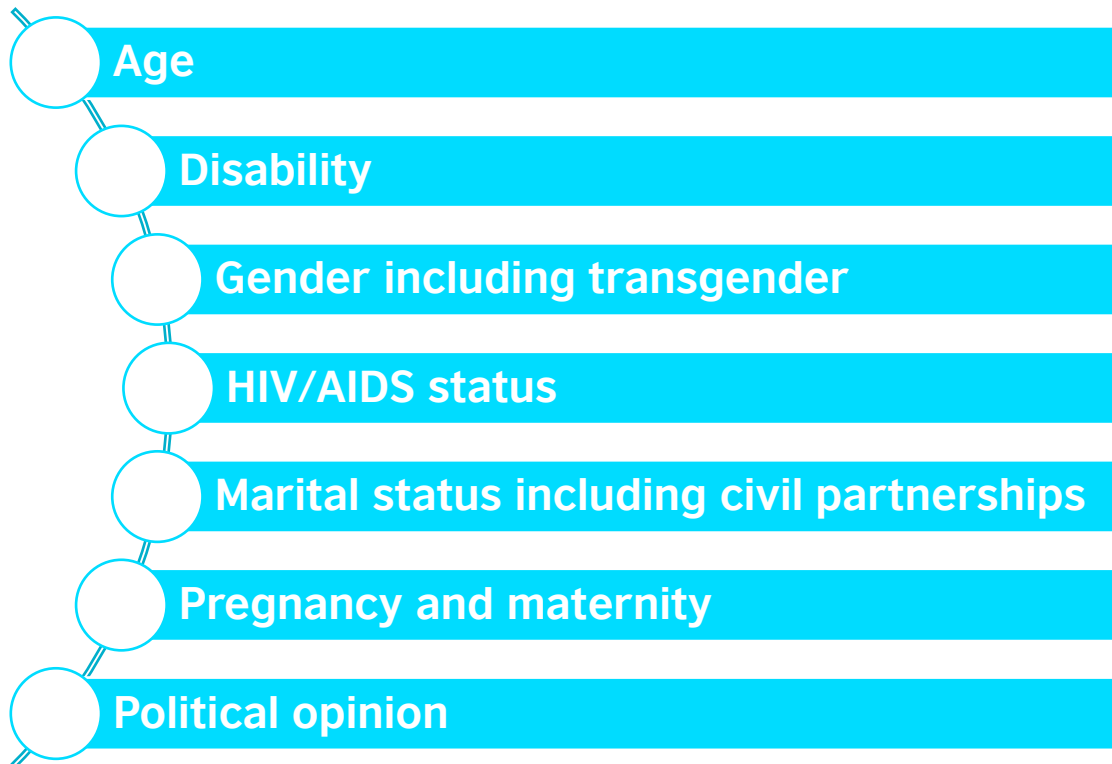 Age
Disability
Gender including transgender
HIV/AIDS status
Marital status including civil partnerships
Pregnancy and maternity
Political opinion